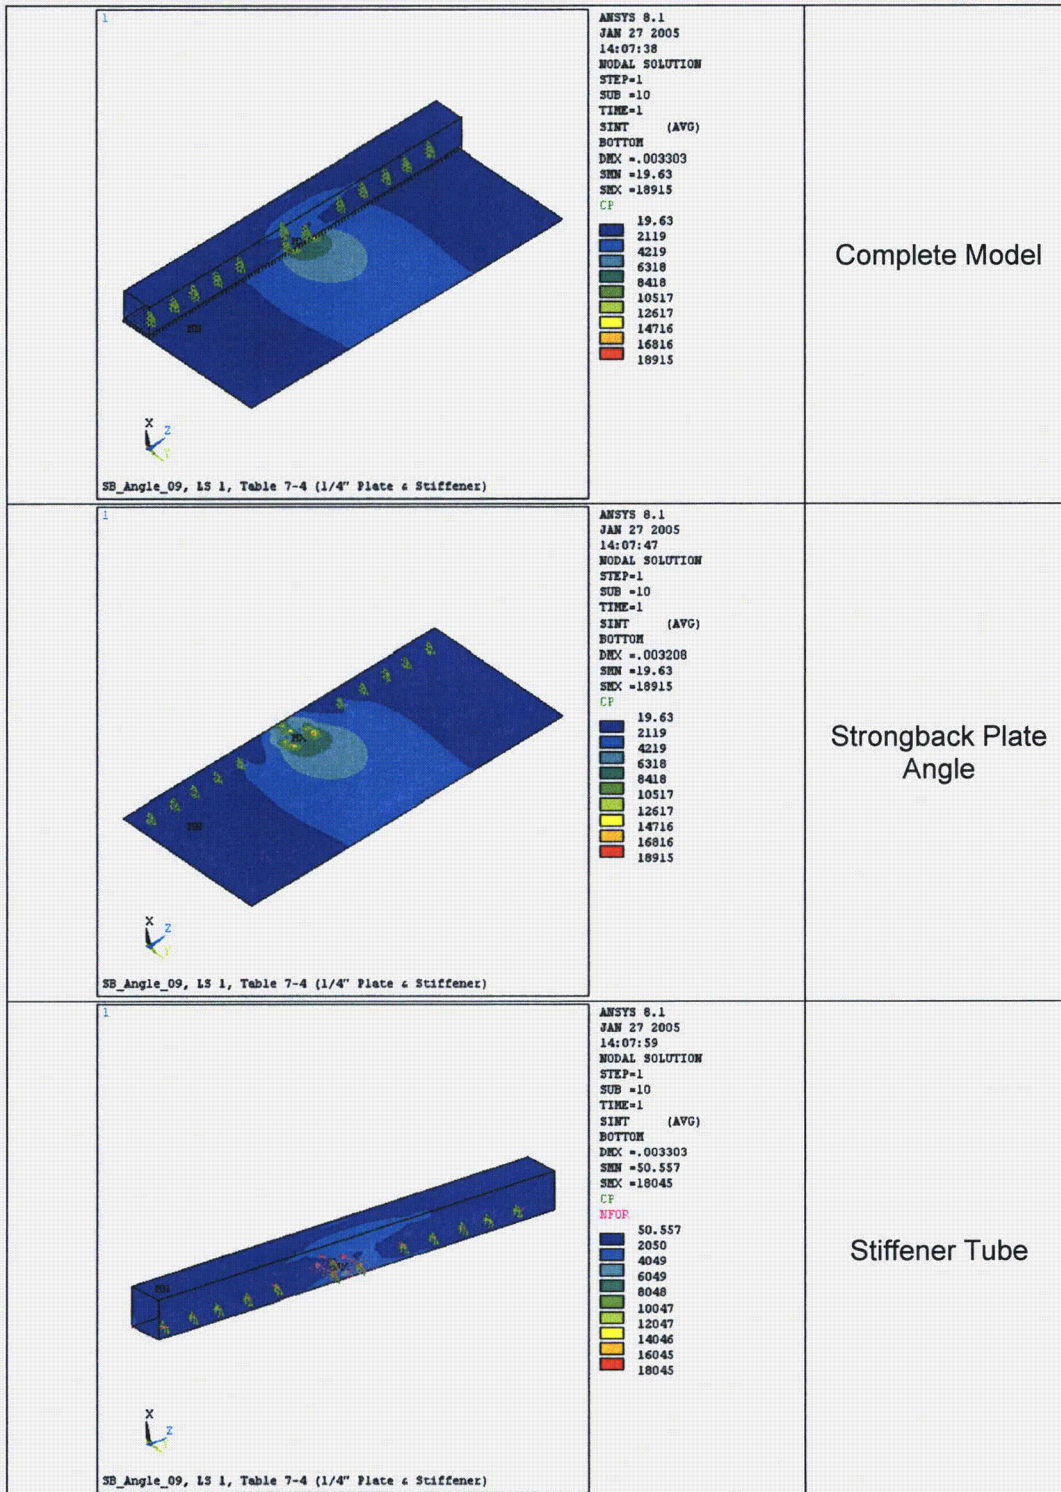 1
ANSYS 8.1
JAN 27 2005
14:07:38
NODAL SOLUTION
STEP=1
SUB =10
TIME=1
SINT (AVG)
BOTTOM
DMX =.003303
SMN =19.63
SMX =18915
CP
19.63
2119
4219
6318
8418
10517
12617
14716
16816
18915
MX
MN
X
Z
Y
SB_Angle_09, LS 1, Table 7-4 (1/4" Plate & Stiffener)
Complete Model
1
ANSYS 8.1
JAN 27 2005
14:07:47
NODAL SOLUTION
STEP=1
SUB =10
TIME=1
SINT (AVG)
BOTTOM
DMX =.003208
SMN =19.63
SMX =18915
CP
19.63
2119
4219
6318
8418
10517
12617
14716
16816
18915
MX
MN
X
Z
Y
SB_Angle_09, LS 1, Table 7-4 (1/4" Plate & Stiffener)
Strongback Plate
Angle
1
ANSYS 8.1
JAN 27 2005
14:07:59
NODAL SOLUTION
STEP=1
SUB =10
TIME=1
SINT (AVG)
BOTTOM
DMX =.003303
SMN =50.557
SMX =18045
CP
NFOR
50.557
2050
4049
6049
8048
10047
12047
14046
16045
18045
MX
MN
X
Z
Y
SB_Angle_09, LS 1, Table 7-4 (1/4" Plate & Stiffener)
Stiffener Tube